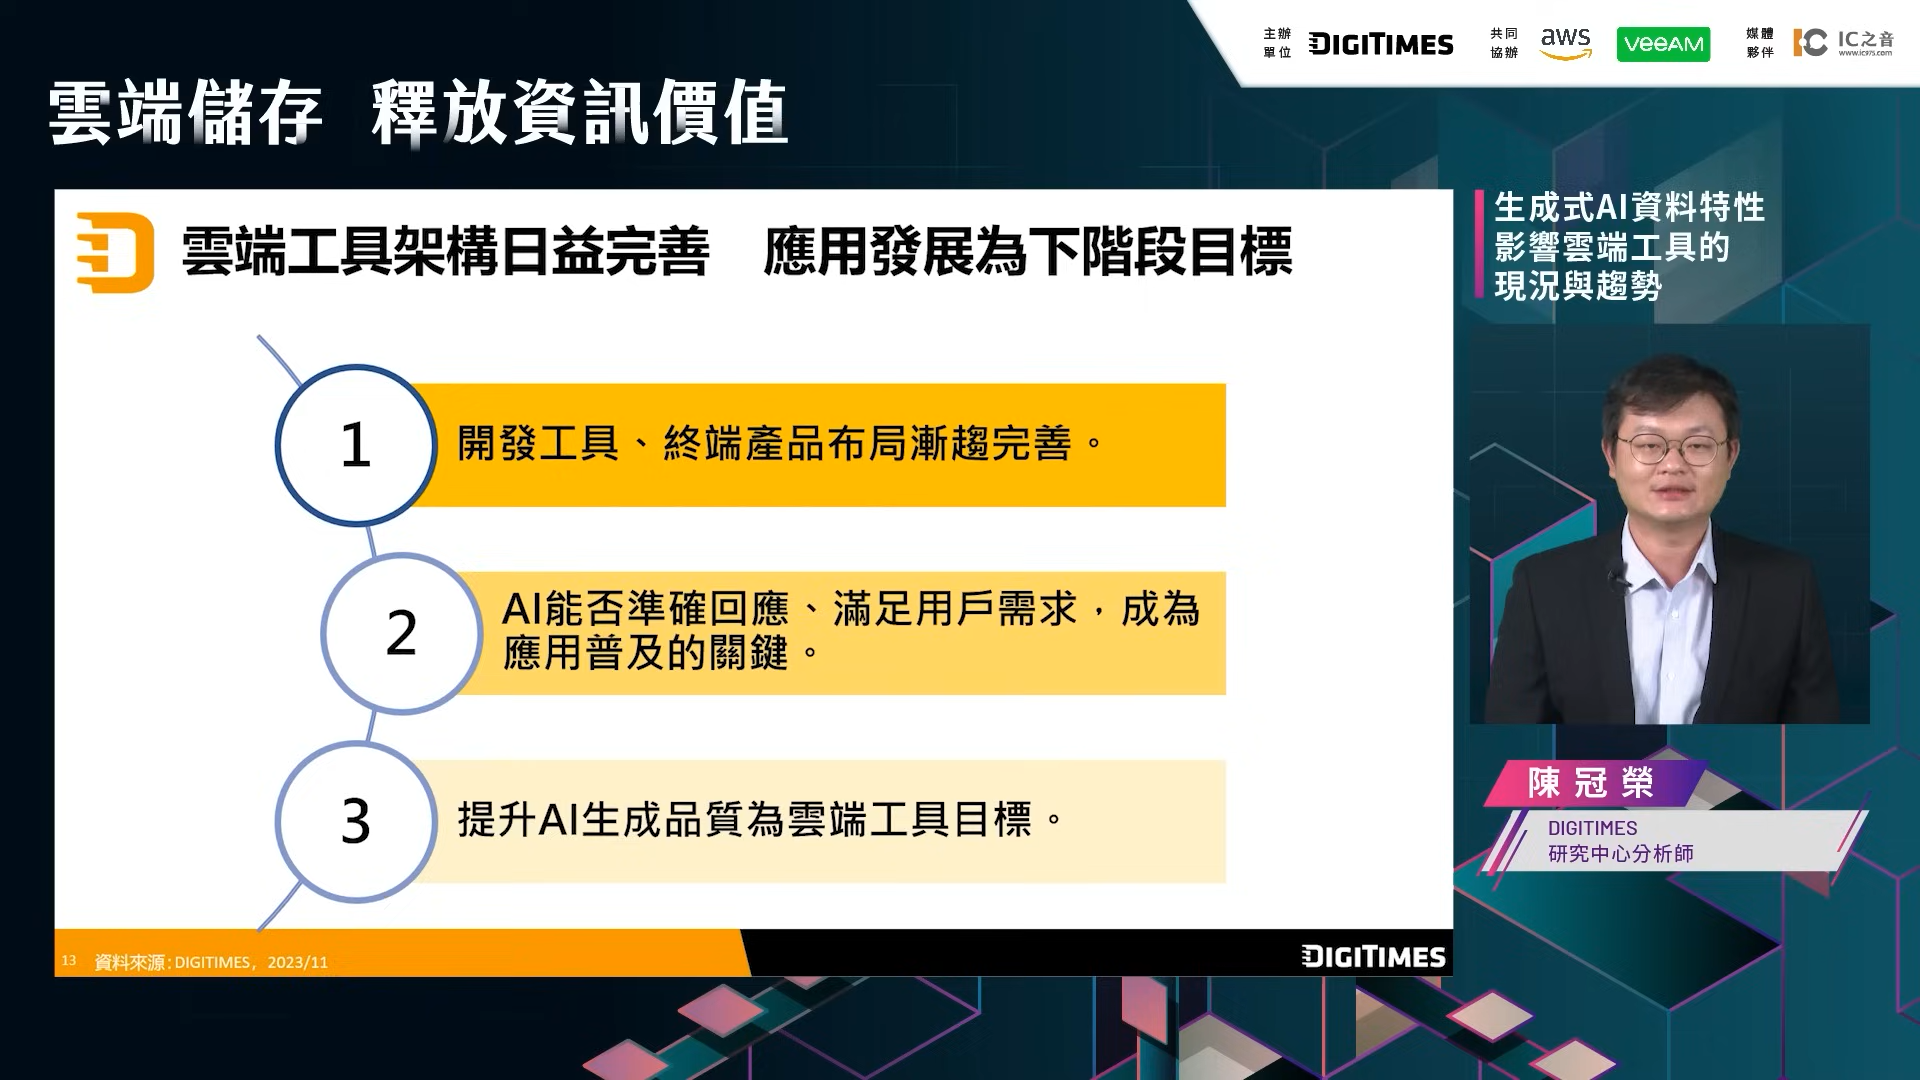 主辦
單位
DIGITIMES
共同
協辦
aws
veeAM
媒體
夥伴
IC之音
www.ic975.com
雲端儲存 釋放資訊價值
雲端工具架構日益完善 應用發展為下階段目標
1
開發工具、終端產品布局漸趨完善。
2
AI能否準確回應、滿足用戶需求，成為
應用普及的關鍵。
3
提升AI生成品質為雲端工具目標。
13 資料來源：DIGITIMES，2023/11
DIGITIMES
生成式AI資料特性
影響雲端工具的
現況與趨勢
陳冠榮
DIGITIMES
研究中心分析師